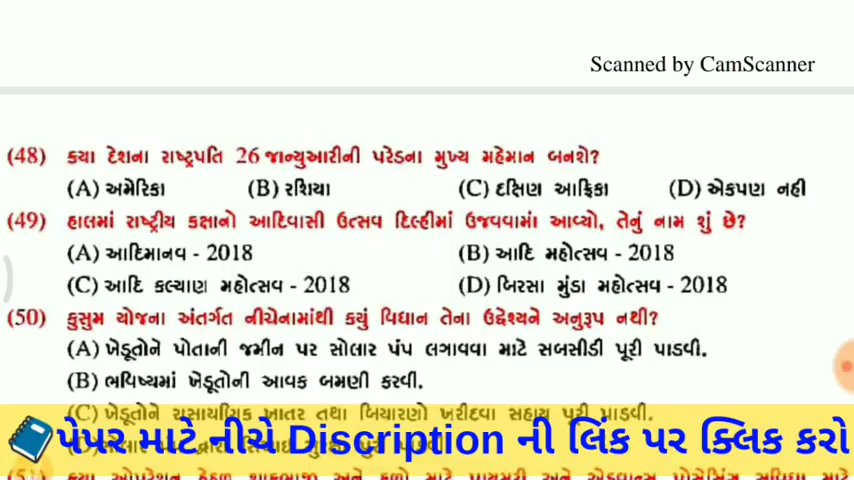 Scanned by CamScanner
(48) કયા દેશના રાષ્ટ્રપતિ 26 જાન્યુઆરીની પરેડના મુખ્ય મહેમાન બનશે?
(A) અમેરિકા (B) રશિયા (C) દક્ષિણ આફ્રિકા (D) એકપણ નહી
(49) હાલમાં રાષ્ટ્રીય કક્ષાનો આદિવાસી ઉત્સવ દિલ્હીમાં ઉજવવામાં આવ્યો, તેનું નામ શું છે?
(A) આદિમાનવ - 2018 (B) આદિ મહોત્સવ - 2018
(C) આદિ કલ્યાણ મહોત્સવ - 2018 (D) બિરસા મુંડા મહોત્સવ - 2018
(50) કુસુમ યોજના અંતર્ગત નીચેનામાંથી કયું વિધાન તેના ઉદ્દેશ્યને અનુરૂપ નથી?
(A) ખેડૂતોને પોતાની જમીન પર સોલાર પંપ લગાવવા માટે સબસીડી પૂરી પાડવી.
(B) ભવિષ્યમાં ખેડૂતોની આવક બમણી કરવી.
(C) ખેડૂતોને રાસાયણિક ખાતર તથા બિયારણો ખરીદવા સહાય પૂરી પાડવી.
પેપર માટે નીચે Discription ની લિંક પર ક્લિક કરો